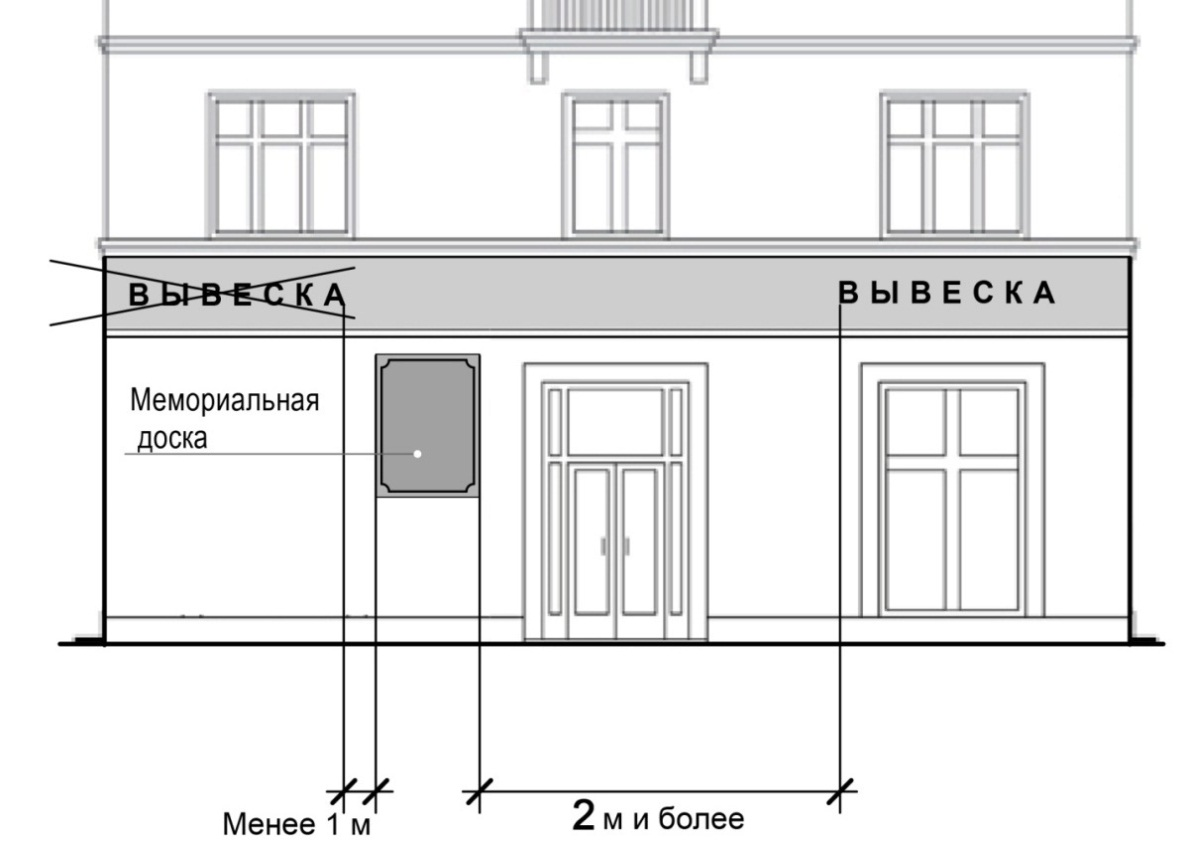 ВЫВЕСКА
ВЫВЕСКА
Мемориальная
доска
Менее 1 м
2 м и более